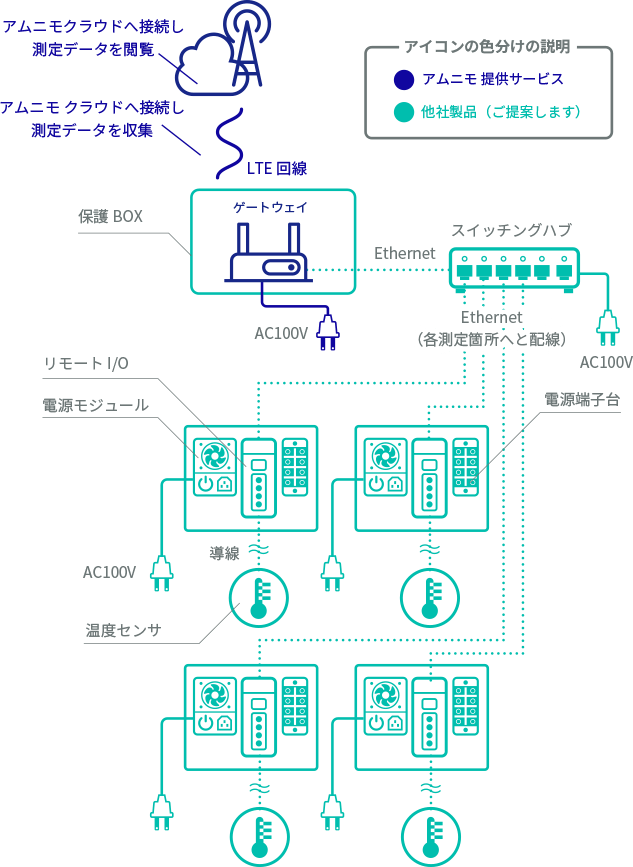 アムニモクラウドへ接続し
測定データを閲覧
アイコンの色分けの説明
アムニモ 提供サービス
他社製品（ご提案します）
アムニモ クラウドへ接続し
測定データを収集
LTE 回線
保護 BOX
ゲートウェイ
Ethernet
スイッチングハブ
AC100V
Ethernet
（各測定箇所へと配線）
AC100V
リモート I/O
電源モジュール
電源端子台
導線
AC100V
温度センサ